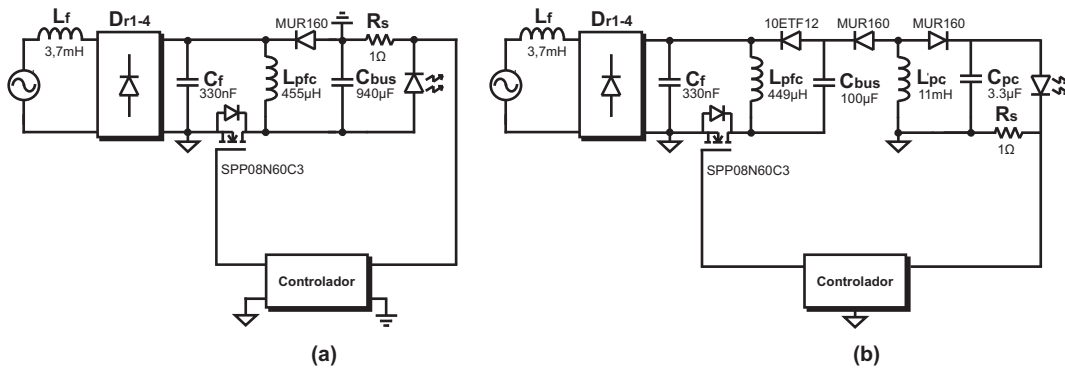 Lf
3,7mH
Dr1-4
Cf
330nF
SPP08N60C3
Lpfc
455µH
MUR160
Cbus
940µF
Rs
1Ω
Controlador
(a)
Lf
3,7mH
Dr1-4
Cf
330nF
SPP08N60C3
Lpfc
449µH
10ETF12
Cbus
100µF
MUR160
Lpc
11mH
MUR160
Cpc
3.3µF
Rs
1Ω
Controlador
(b)